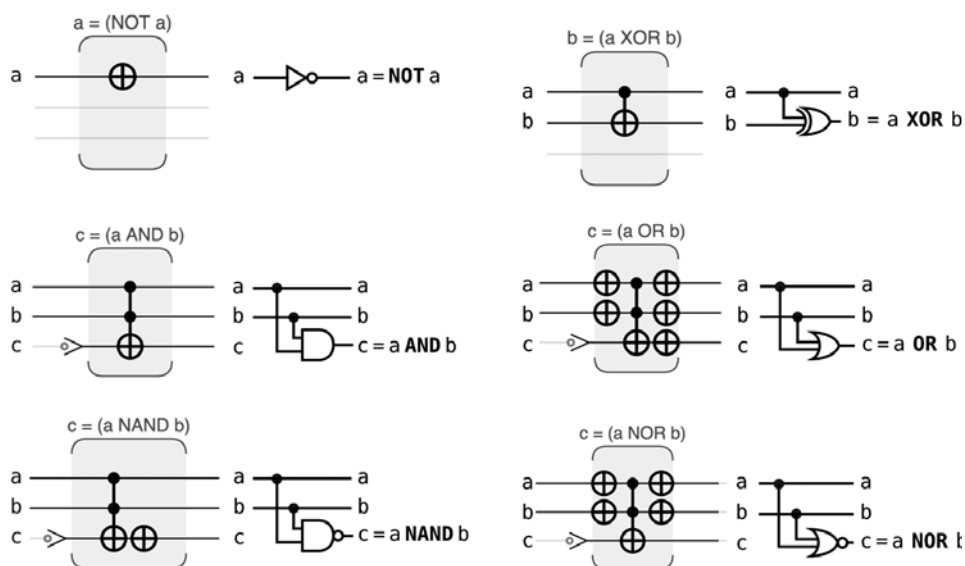 a = (NOT a)
a
a
a = NOT a
b = (a XOR b)
a
b
a
a
b
b = a XOR b
c = (a AND b)
a
b
c
a
a
b
b
c
c = a AND b
c = (a OR b)
a
b
c
a
a
b
b
c
c = a OR b
c = (a NAND b)
a
b
c
a
a
b
b
c
c = a NAND b
c = (a NOR b)
a
b
c
a
a
b
b
c
c = a NOR b